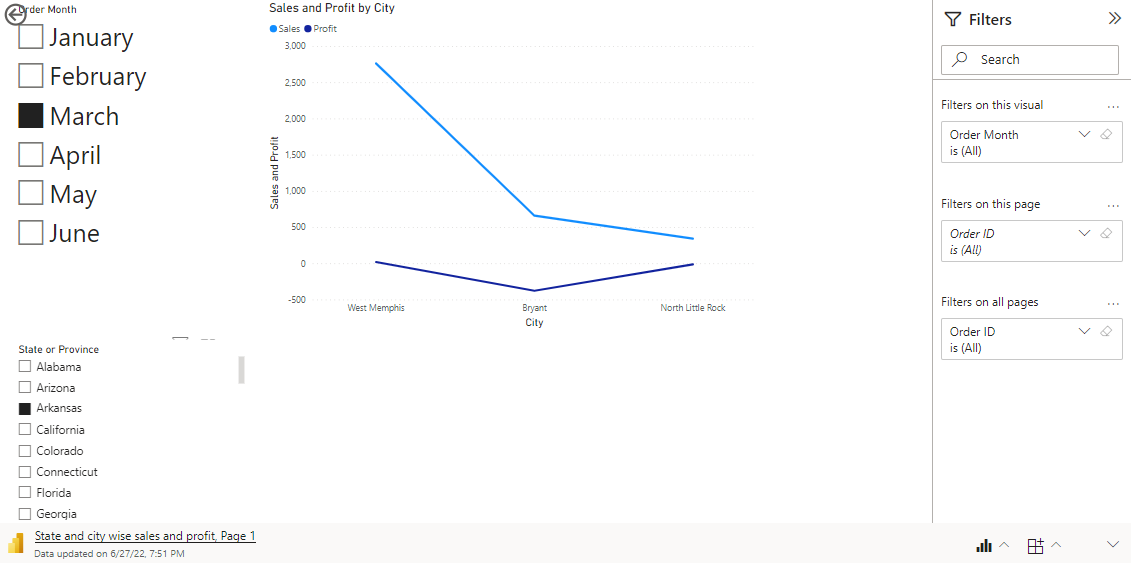 Order Month
January
February
March
April
May
June
State or Province
Alabama
Arizona
Arkansas
California
Colorado
Connecticut
Florida
Georgia
Sales and Profit by City
Sales Profit
3,000
2,500
2,000
1,500
1,000
500
0
-500
Sales and Profit
West Memphis Bryant North Little Rock
City
Filters
Search
Filters on this visual ...
Order Month
is (All)
Filters on this page ...
Order ID
is (All)
Filters on all pages ...
Order ID
is (All)
State and city wise sales and profit, Page 1
Data updated on 6/27/22, 7:51 PM